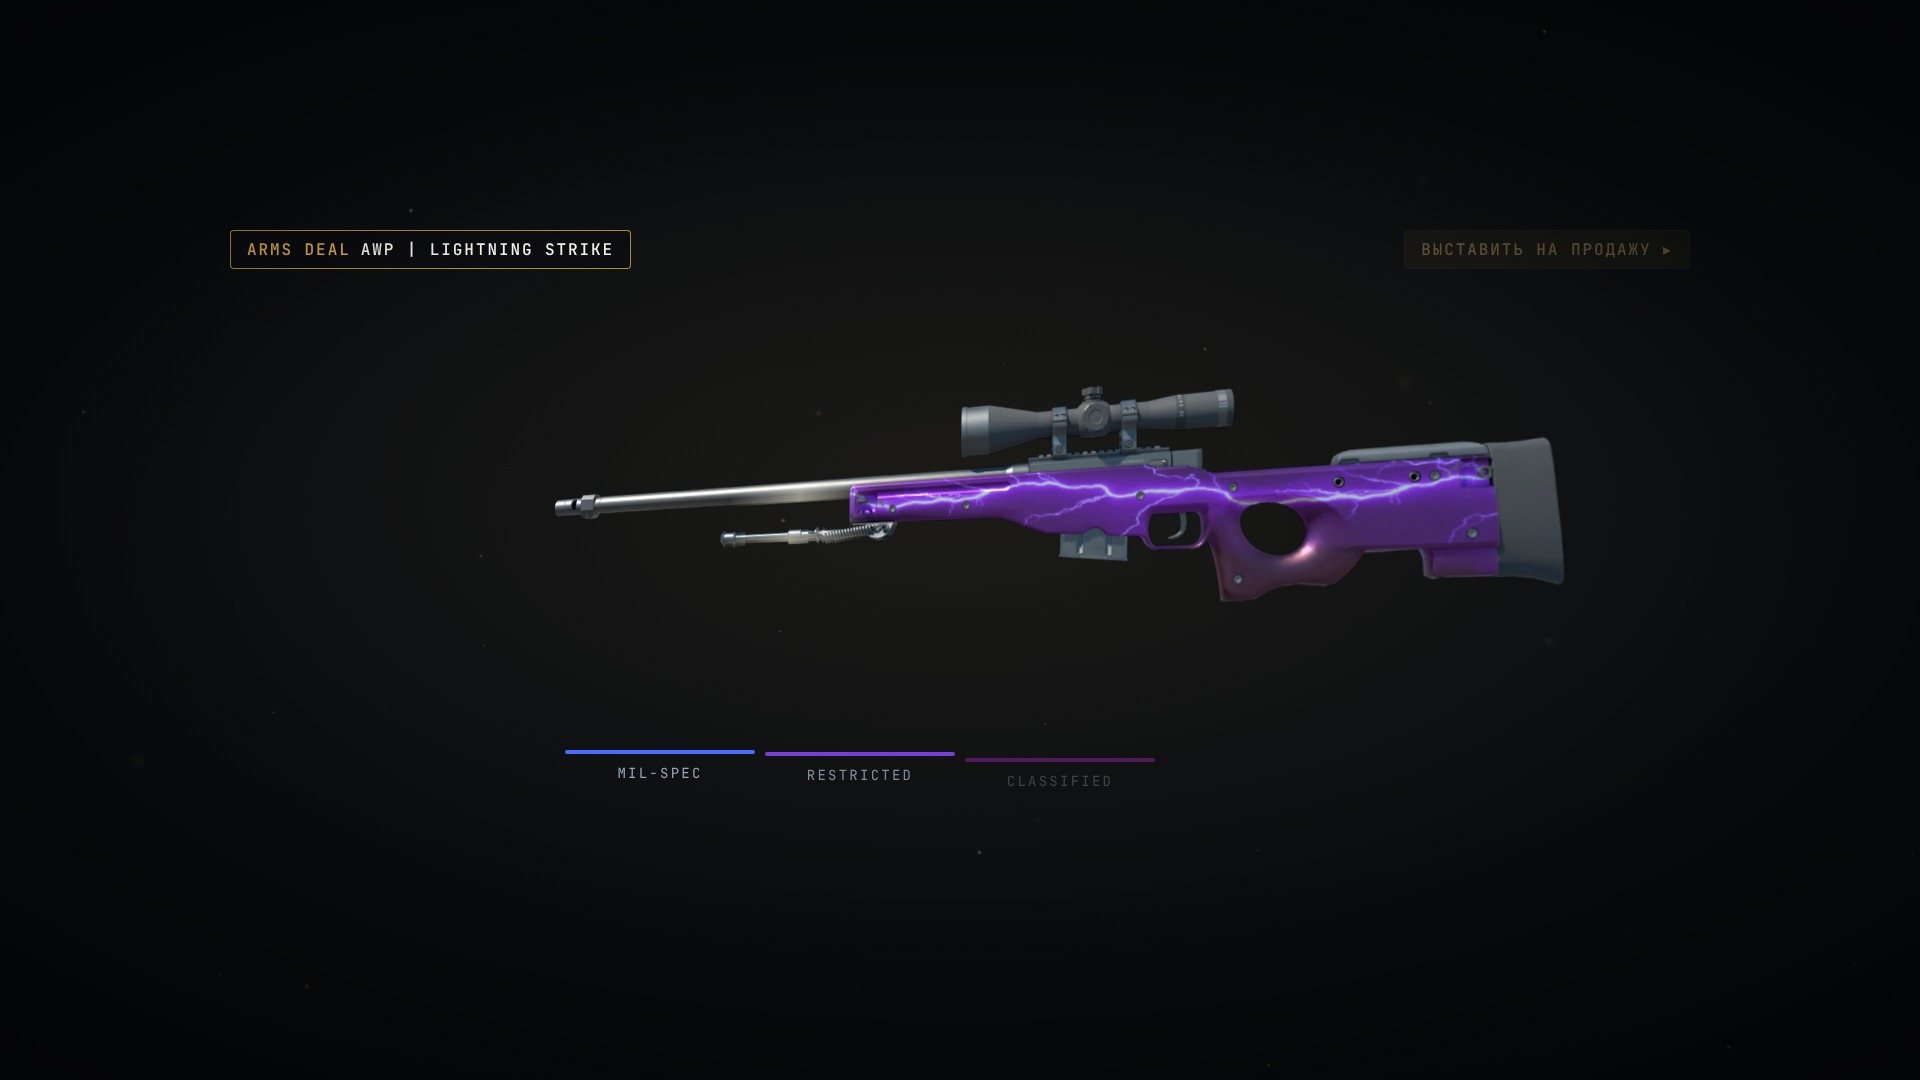 ARMS DEAL AWP | LIGHTNING STRIKE
ВЫСТАВИТЬ НА ПРОДАЖУ ▸
MIL-SPEC
RESTRICTED
CLASSIFIED